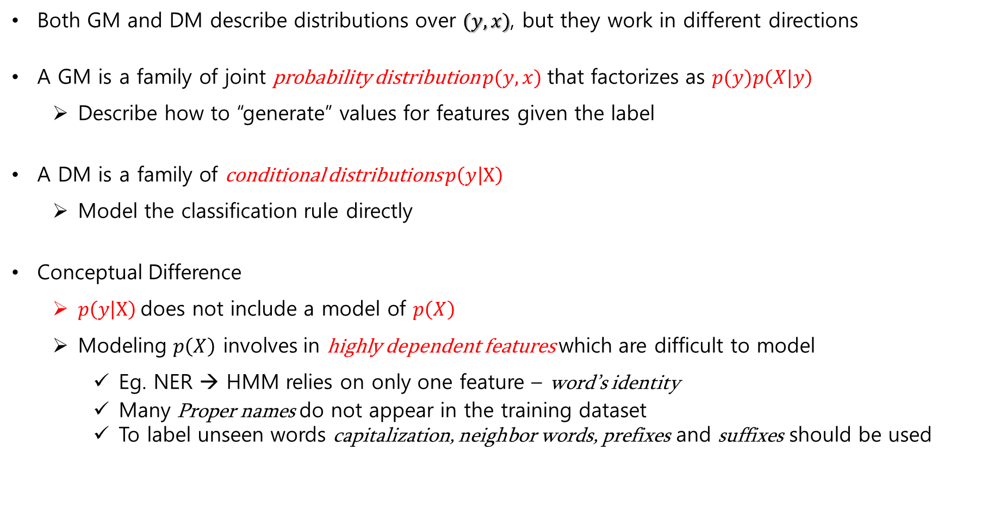 • Both GM and DM describe distributions over (y, x), but they work in different directions
• A GM is a family of joint probability distributionp(y, x) that factorizes as p(y)p(X|y)
➢ Describe how to “generate” values for features given the label
• A DM is a family of conditional distributionsp(y|X)
➢ Model the classification rule directly
• Conceptual Difference
➢ p(y|X) does not include a model of p(X)
➢ Modeling p(X) involves in highly dependent features which are difficult to model
✓ Eg. NER → HMM relies on only one feature – word’s identity
✓ Many Proper names do not appear in the training dataset
✓ To label unseen words capitalization, neighbor words, prefixes and suffixes should be used